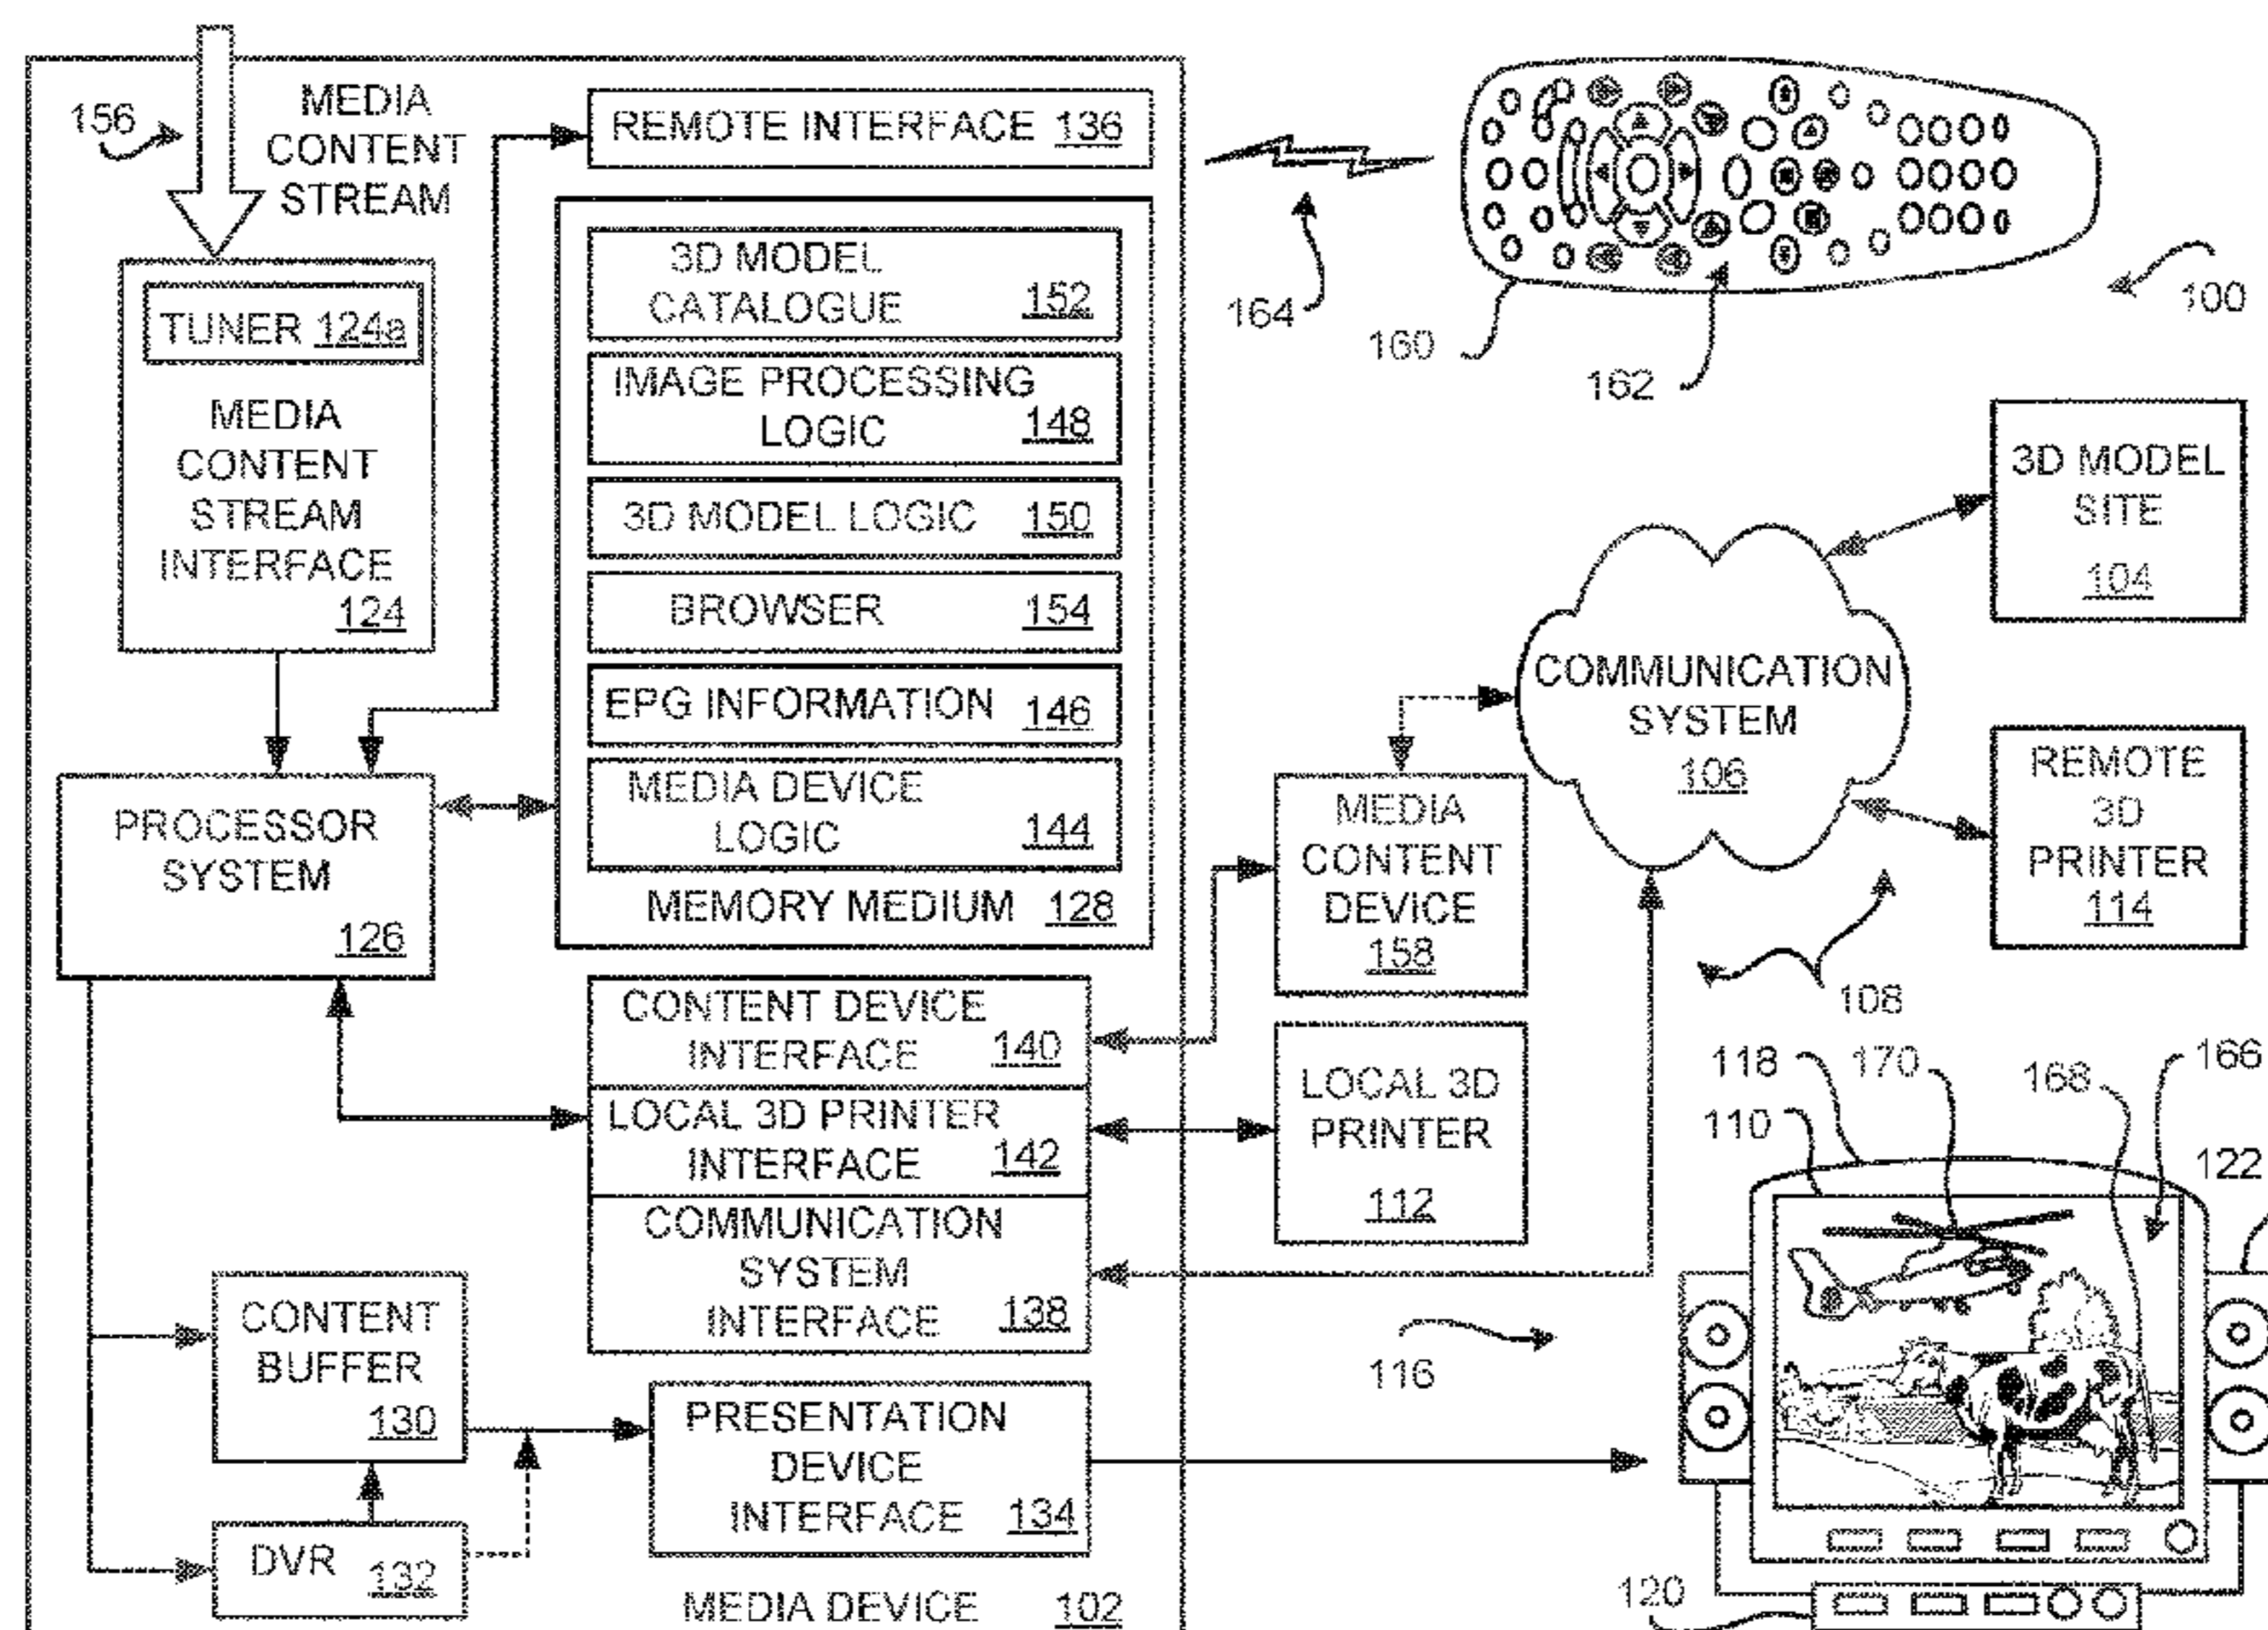 156
MEDIA
CONTENT
STREAM
REMOTE INTERFACE 136
TUNER 124a
MEDIA
CONTENT
STREAM
INTERFACE
124
3D MODEL
CATALOGUE 152
IMAGE PROCESSING
LOGIC 148
3D MODEL LOGIC 150
BROWSER 154
EPG INFORMATION 146
MEDIA DEVICE
LOGIC 144
MEMORY MEDIUM 128
PROCESSOR
SYSTEM
126
CONTENT DEVICE
INTERFACE 140
LOCAL 3D PRINTER
INTERFACE 142
COMMUNICATION
SYSTEM
INTERFACE 138
CONTENT
BUFFER
130
DVR 132
PRESENTATION
DEVICE
INTERFACE 134
MEDIA DEVICE 102
164
160
162
100
3D MODEL
SITE
104
COMMUNICATION
SYSTEM
106
REMOTE
3D
PRINTER
114
MEDIA
CONTENT
DEVICE
158
108
LOCAL 3D
PRINTER
112
118
170
168
166
110
122
116
120